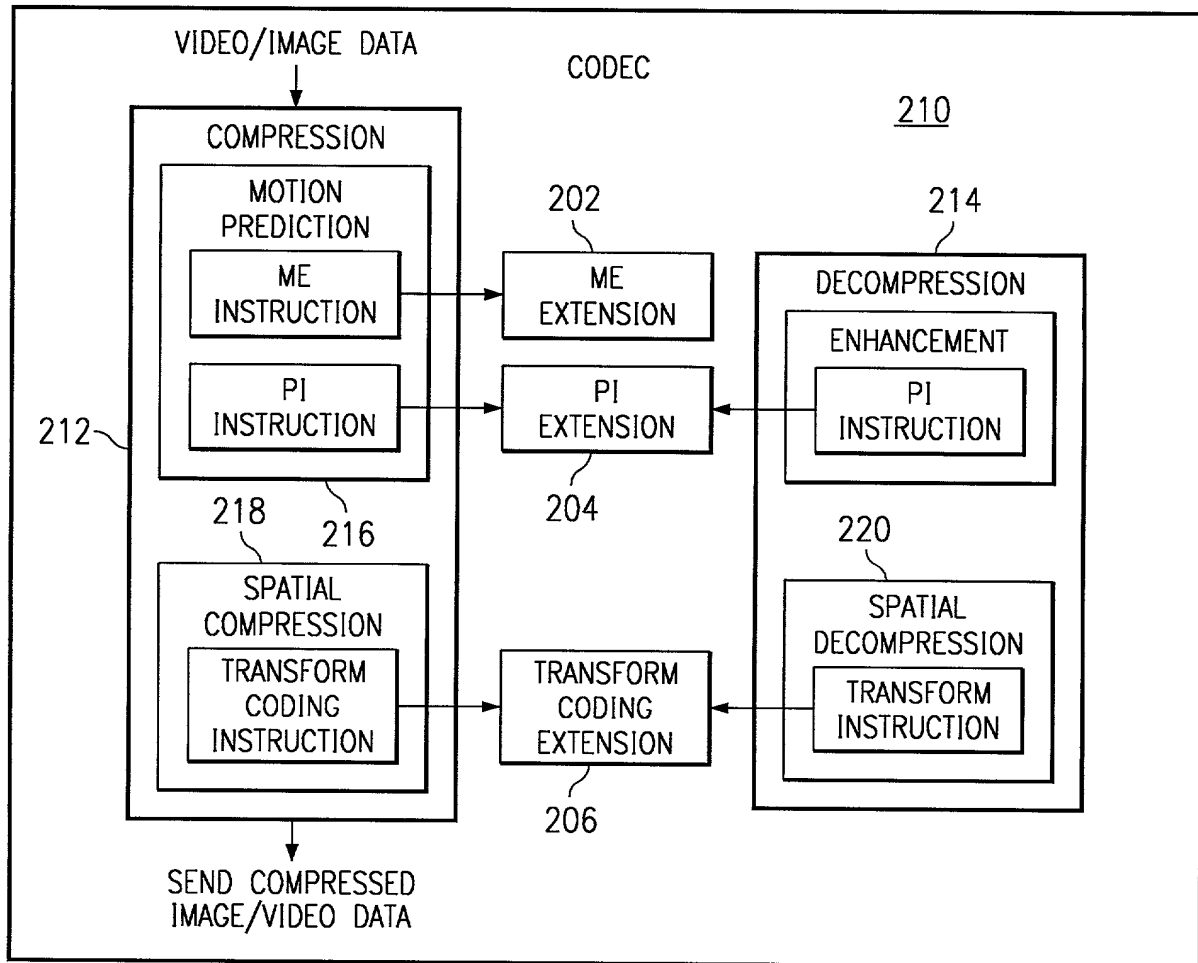 VIDEO/IMAGE DATA
CODEC
210
COMPRESSION
MOTION
PREDICTION
ME
INSTRUCTION
PI
INSTRUCTION
212
216
218
SPATIAL
COMPRESSION
TRANSFORM
CODING
INSTRUCTION
SEND COMPRESSED
IMAGE/VIDEO DATA
202
ME
EXTENSION
PI
EXTENSION
204
TRANSFORM
CODING
EXTENSION
206
214
DECOMPRESSION
ENHANCEMENT
PI
INSTRUCTION
220
SPATIAL
DECOMPRESSION
TRANSFORM
INSTRUCTION